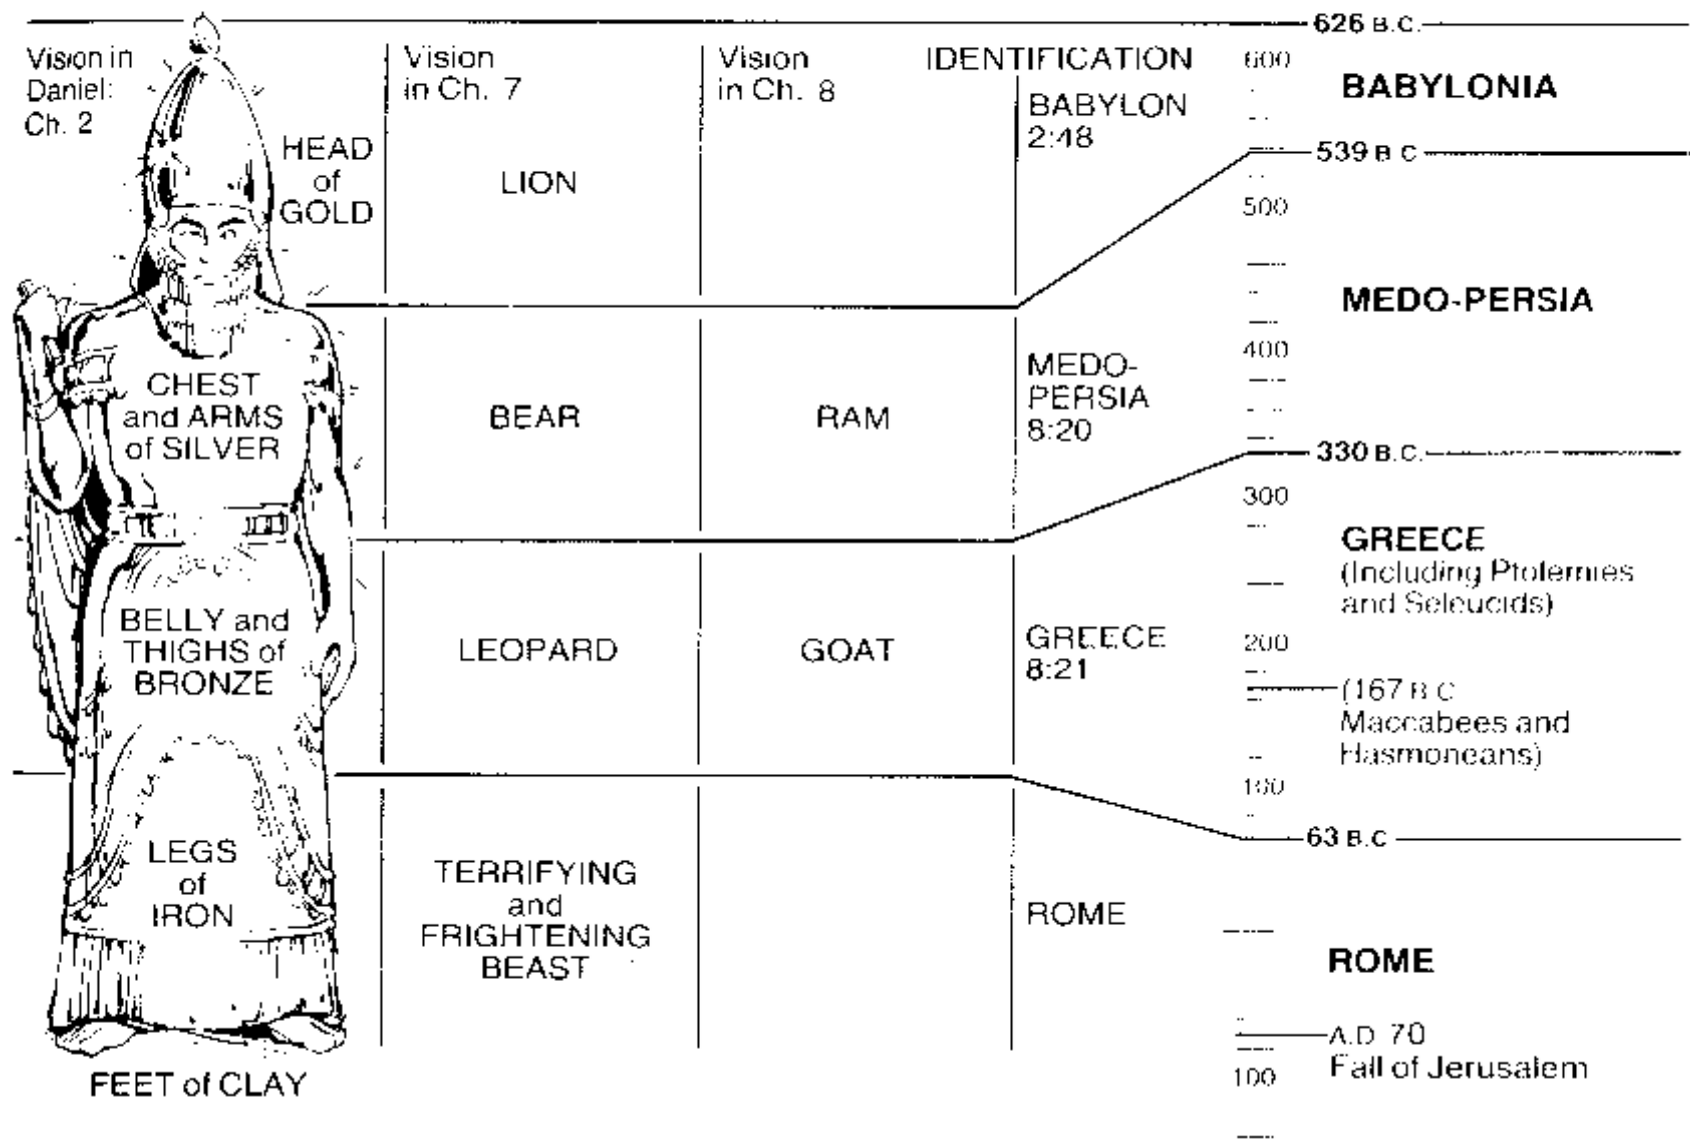 Vision in
Daniel:
Ch. 2
HEAD
of
GOLD
CHEST
and ARMS
of SILVER
BELLY and
THIGHS of
BRONZE
LEGS
of
IRON
FEET of CLAY
Vision
in Ch. 7
LION
BEAR
LEOPARD
TERRIFYING
and
FRIGHTENING
BEAST
Vision
in Ch. 8
RAM
GOAT
IDENTIFICATION
BABYLON
2:48
MEDO-
PERSIA
8:20
GREECE
8:21
ROME
626 B.C.
600
BABYLONIA
539 B C
500
MEDO-PERSIA
400
330 B.C.
300
GREECE
(Including Ptolemies
and Seleucids)
200
(167 B C
Maccabees and
Hasmoneans)
100
63 B.C
ROME
A.D 70
Fall of Jerusalem
100